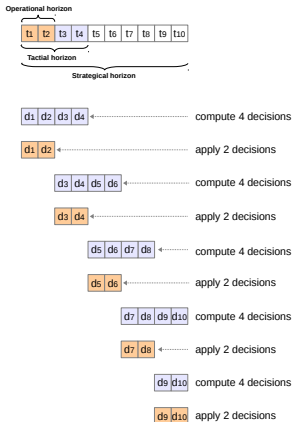 Operational horizon
t1 t2 t3 t4 t5 t6 t7 t8 t9 t10
Tactial horizon
Strategical horizon
d1 d2 d3 d4 compute 4 decisions
d1 d2 apply 2 decisions
d3 d4 d5 d6 compute 4 decisions
d3 d4 apply 2 decisions
d5 d6 d7 d8 compute 4 decisions
d5 d6 apply 2 decisions
d7 d8 d9 d10 compute 4 decisions
d7 d8 apply 2 decisions
d9 d10 compute 4 decisions
d9 d10 apply 2 decisions